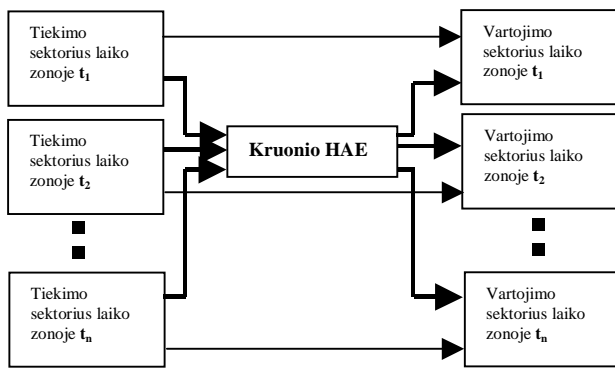 Tiekimo
sektorius laiko
zonoje t₁
Vartojimo
sektorius laiko
zonoje t₁
Tiekimo
sektorius laiko
zonoje t₂
Kruonio HAE
Vartojimo
sektorius laiko
zonoje t₂
Tiekimo
sektorius laiko
zonoje tₙ
Vartojimo
sektorius laiko
zonoje tₙ